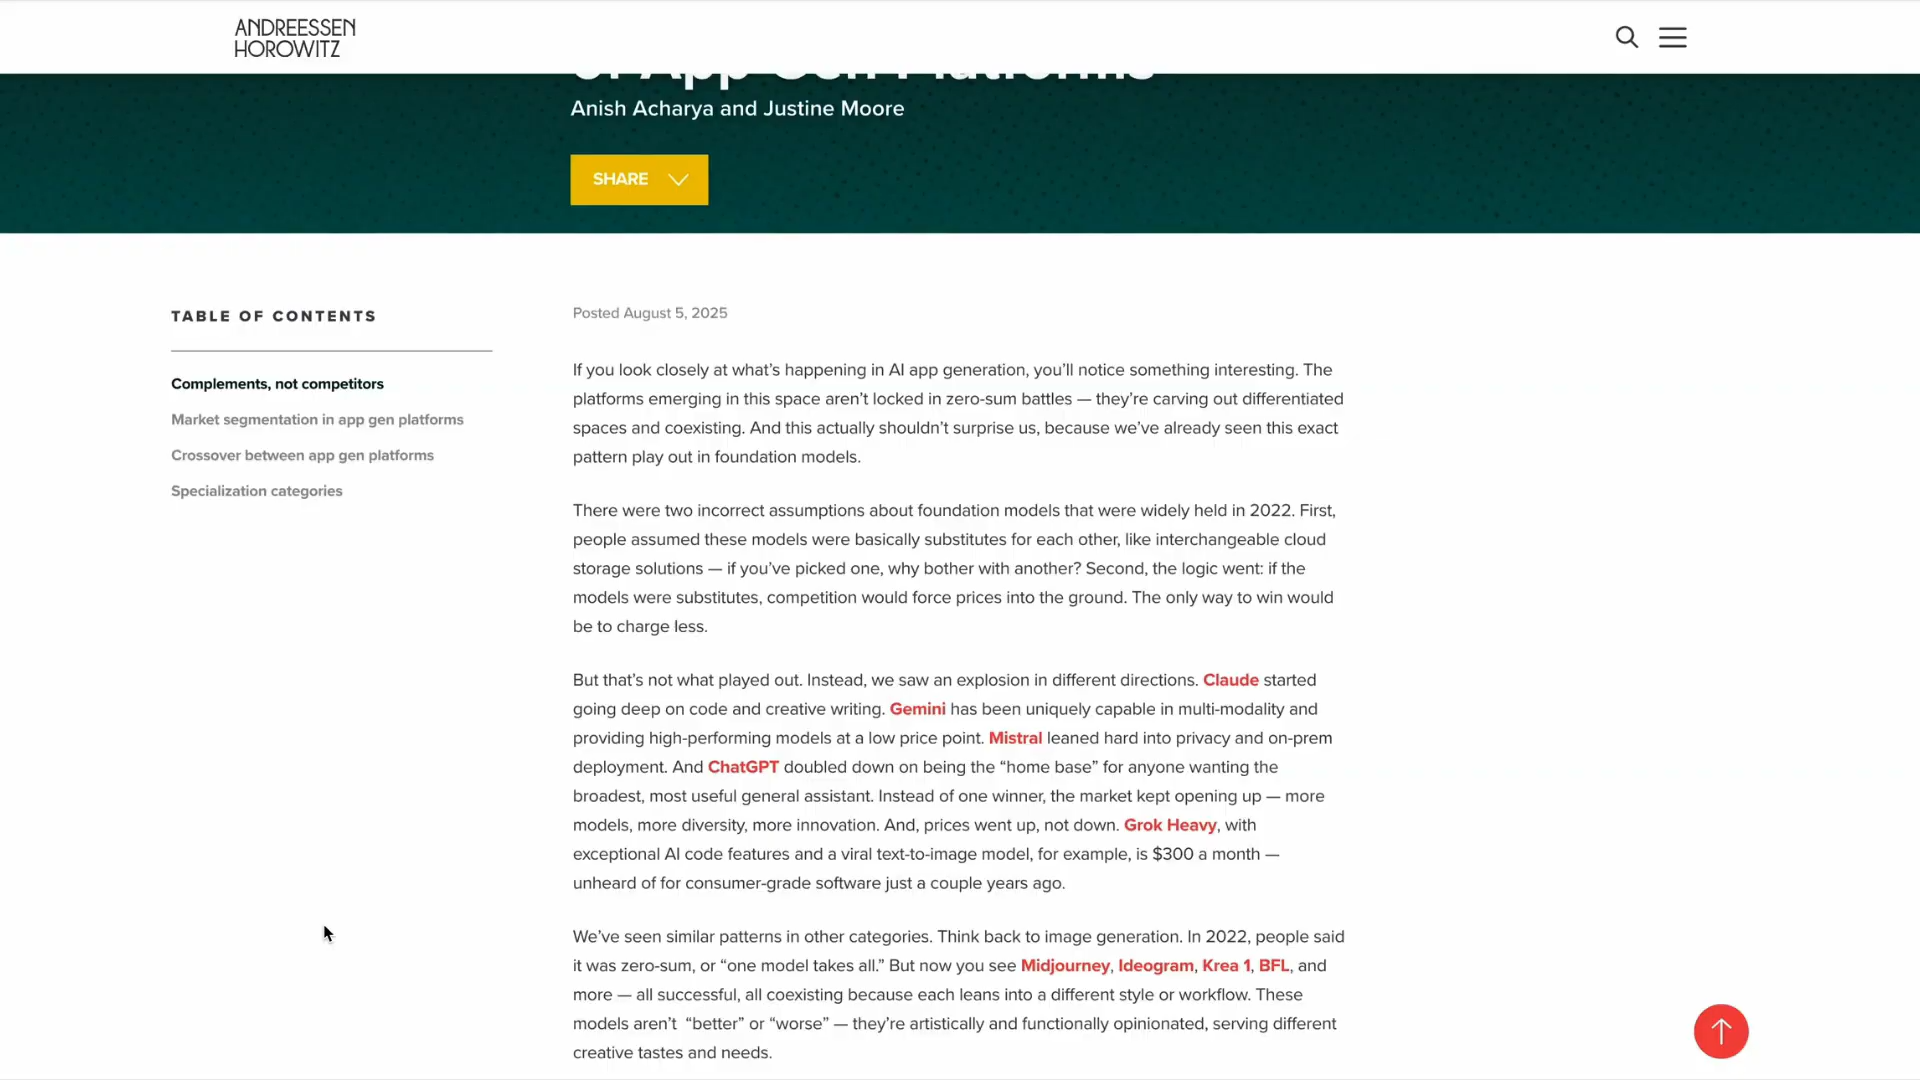 ANDREESSEN
HOROWITZ
of App Gen Platforms
Anish Acharya and Justine Moore
SHARE
TABLE OF CONTENTS
Complements, not competitors
Market segmentation in app gen platforms
Crossover between app gen platforms
Specialization categories
Posted August 5, 2025
If you look closely at what’s happening in AI app generation, you’ll notice something interesting. The
platforms emerging in this space aren’t locked in zero-sum battles — they’re carving out differentiated
spaces and coexisting. And this actually shouldn’t surprise us, because we’ve already seen this exact
pattern play out in foundation models.
There were two incorrect assumptions about foundation models that were widely held in 2022. First,
people assumed these models were basically substitutes for each other, like interchangeable cloud
storage solutions — if you’ve picked one, why bother with another? Second, the logic went: if the
models were substitutes, competition would force prices into the ground. The only way to win would
be to charge less.
But that’s not what played out. Instead, we saw an explosion in different directions. Claude started
going deep on code and creative writing. Gemini has been uniquely capable in multi-modality and
providing high-performing models at a low price point. Mistral leaned hard into privacy and on-prem
deployment. And ChatGPT doubled down on being the “home base” for anyone wanting the
broadest, most useful general assistant. Instead of one winner, the market kept opening up — more
models, more diversity, more innovation. And, prices went up, not down. Grok Heavy, with
exceptional AI code features and a viral text-to-image model, for example, is $300 a month —
unheard of for consumer-grade software just a couple years ago.
We’ve seen similar patterns in other categories. Think back to image generation. In 2022, people said
it was zero-sum, or “one model takes all.” But now you see Midjourney, Ideogram, Krea 1, BFL, and
more — all successful, all coexisting because each leans into a different style or workflow. These
models aren’t “better” or “worse” — they’re artistically and functionally opinionated, serving different
creative tastes and needs.